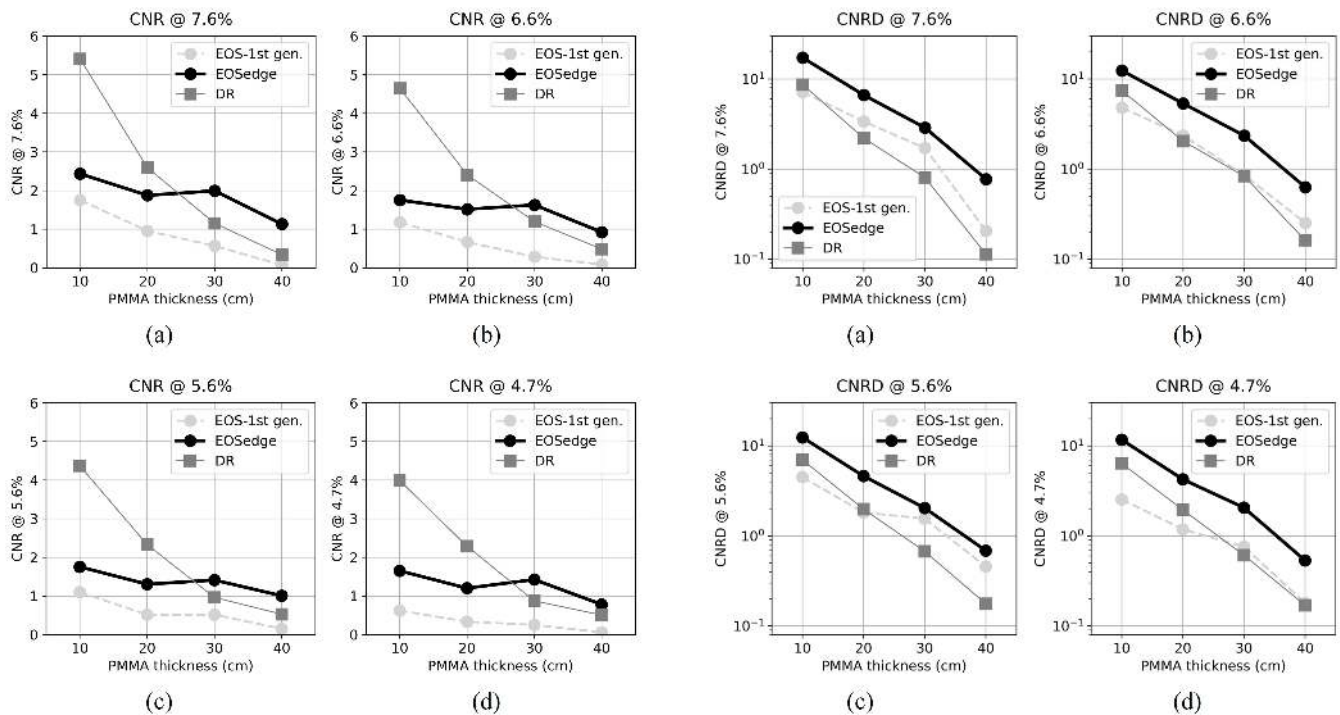 CNR @ 7.6%
CNR @ 7.6%
6
5
4
3
2
1
0
10 20 30 40
PMMA thickness (cm)
EOS-1st gen.
EOSedge
DR
(a)
CNR @ 6.6%
CNR @ 6.6%
6
5
4
3
2
1
0
10 20 30 40
PMMA thickness (cm)
EOS-1st gen.
EOSedge
DR
(b)
CNRD @ 7.6%
CNRD @ 7.6%
10¹
10⁰
10⁻¹
10 20 30 40
PMMA thickness (cm)
EOS-1st gen.
EOSedge
DR
(a)
CNRD @ 6.6%
CNRD @ 6.6%
10¹
10⁰
10⁻¹
10 20 30 40
PMMA thickness (cm)
EOS-1st gen.
EOSedge
DR
(b)
CNR @ 5.6%
CNR @ 5.6%
6
5
4
3
2
1
0
10 20 30 40
PMMA thickness (cm)
EOS-1st gen.
EOSedge
DR
(c)
CNR @ 4.7%
CNR @ 4.7%
6
5
4
3
2
1
0
10 20 30 40
PMMA thickness (cm)
EOS-1st gen.
EOSedge
DR
(d)
CNRD @ 5.6%
CNRD @ 5.6%
10¹
10⁰
10⁻¹
10 20 30 40
PMMA thickness (cm)
EOS-1st gen.
EOSedge
DR
(c)
CNRD @ 4.7%
CNRD @ 4.7%
10¹
10⁰
10⁻¹
10 20 30 40
PMMA thickness (cm)
EOS-1st gen.
EOSedge
DR
(d)